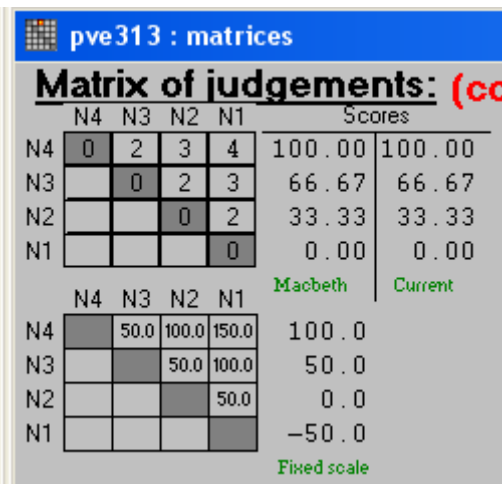 pve313 : matrices
Matrix of judgements: (co
N4 N3 N2 N1 Scores
N4 0 2 3 4 100.00 100.00
N3 0 2 3 66.67 66.67
N2 0 2 33.33 33.33
N1 0 0.00 0.00
Macbeth Current
N4 N3 N2 N1
N4 50.0 100.0 150.0 100.0
N3 50.0 100.0 50.0
N2 50.0 0.0
N1 -50.0
Fixed scale